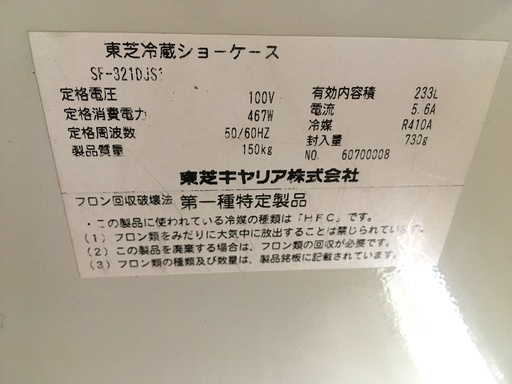 東芝冷蔵ショーケース
SF-321DJS1
定格電圧 100V 有効内容積 233L
定格消費電力 467W 電流 5.6A
定格周波数 50/60HZ 冷媒 R410A
製品質量 150kg 封入量 730g
NO. 60700008
東芝キヤリア株式会社
フロン回収破壊法 第一種特定製品
・この製品に使われている冷媒の種類は「HFC」です。
(1) フロン類をみだりに大気中に放出することは禁じられています。
(2) この製品を廃棄する場合は、フロン類の回収が必要です。
(3) フロン類の種類及び数量は、製品銘板に記載されています。